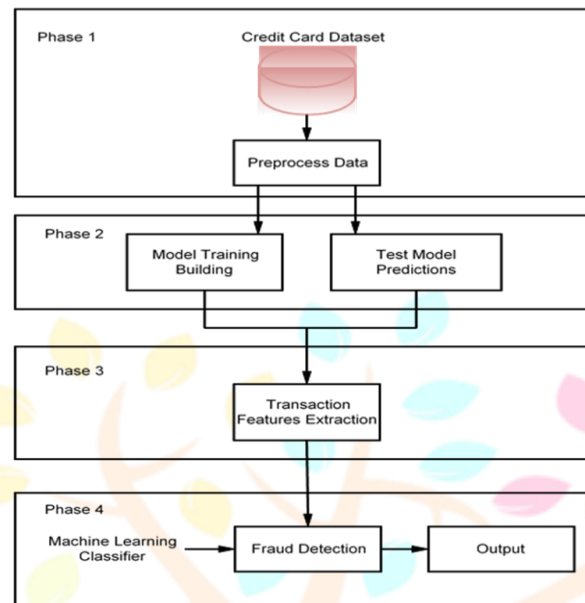 Phase 1
Credit Card Dataset
Preprocess Data
Phase 2
Model Training
Building
Test Model
Predictions
Phase 3
Transaction
Features Extraction
Phase 4
Machine Learning
Classifier
Fraud Detection
Output